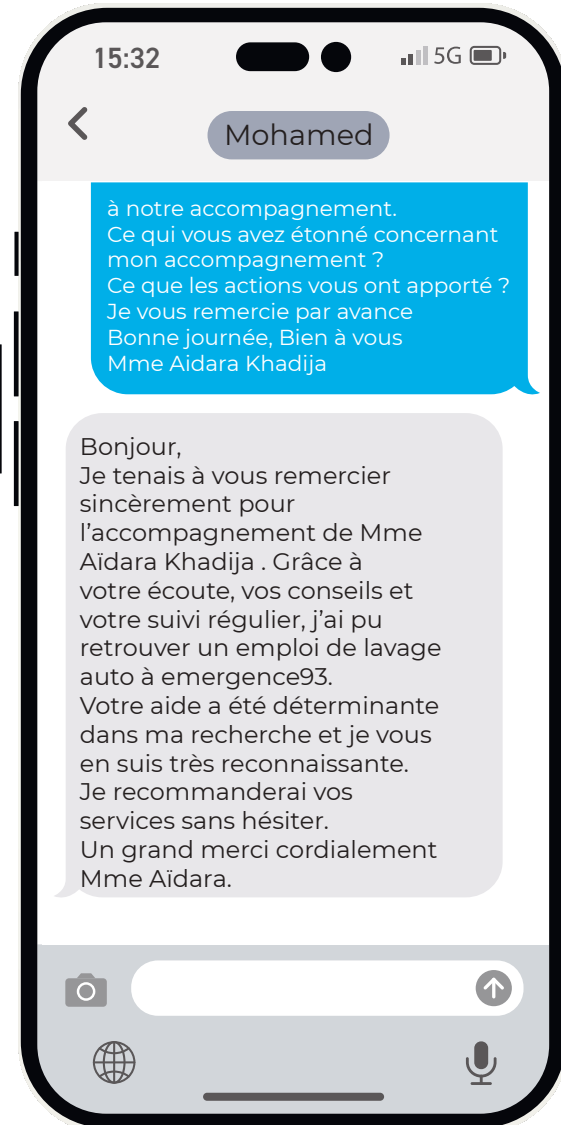 15:32
5G
Mohamed
à notre accompagnement.
Ce qui vous avez étonné concernant
mon accompagnement ?
Ce que les actions vous ont apporté ?
Je vous remercie par avance
Bonne journée, Bien à vous
Mme Aidara Khadija
Bonjour,
Je tenais à vous remercier
sincèrement pour
l’accompagnement de Mme
Aïdara Khadija . Grâce à
votre écoute, vos conseils et
votre suivi régulier, j’ai pu
retrouver un emploi de lavage
auto à emergence93.
Votre aide a été déterminante
dans ma recherche et je vous
en suis très reconnaissante.
Je recommanderai vos
services sans hésiter.
Un grand merci cordialement
Mme Aïdara.